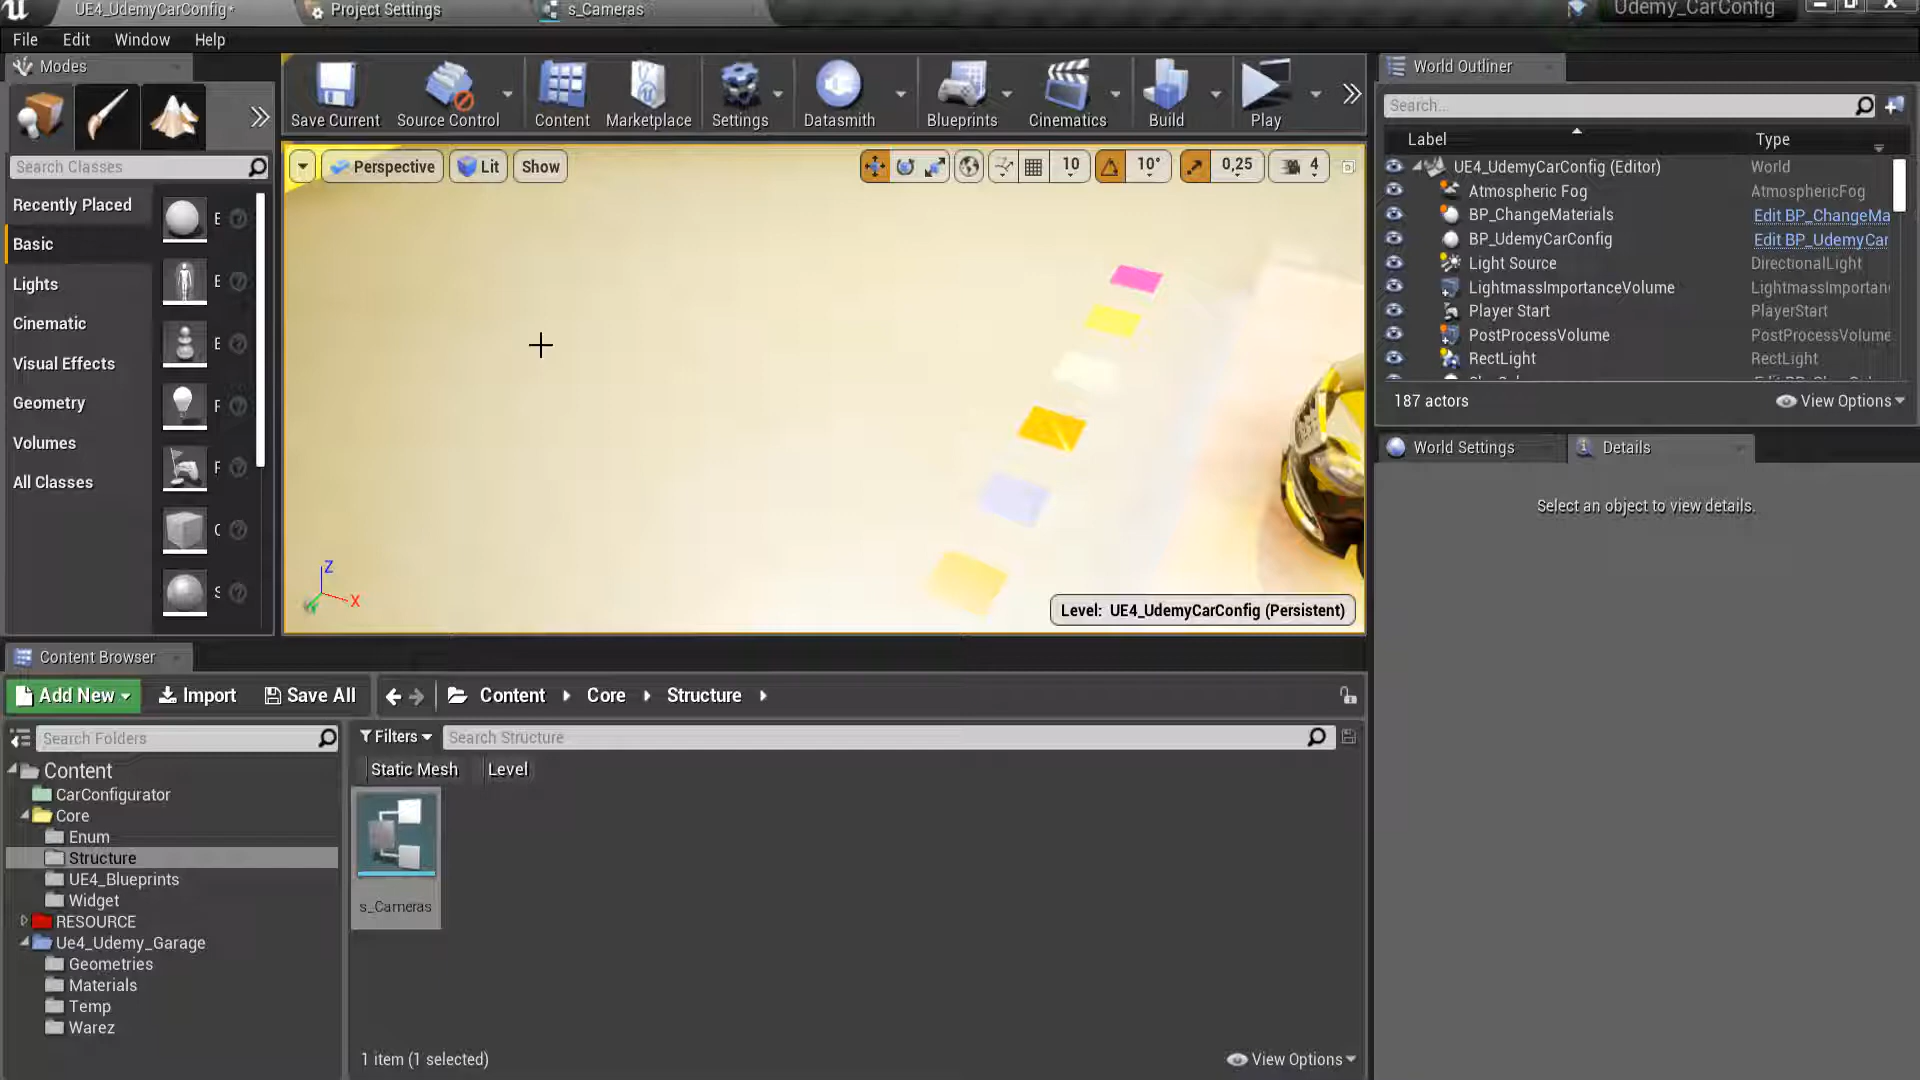 UE4_UdemyCarConfig*
Project Settings
s_Cameras
Udemy_CarConfig
File
Edit
Window
Help
Modes
Save Current
Source Control
Content
Marketplace
Settings
Datasmith
Blueprints
Cinematics
Build
Play
World Outliner
Search...
Search Classes
Perspective
Lit
Show
10
10°
0,25
4
Label
Type
UE4_UdemyCarConfig (Editor)
World
Atmospheric Fog
AtmosphericFog
BP_ChangeMaterials
Edit BP_ChangeMa
BP_UdemyCarConfig
Edit BP_UdemyCar
Light Source
DirectionalLight
LightmassImportanceVolume
LightmassImportan
Player Start
PlayerStart
PostProcessVolume
PostProcessVolume
RectLight
RectLight
187 actors
View Options
Recently Placed
Basic
Lights
Cinematic
Visual Effects
Geometry
Volumes
All Classes
E
E
E
F
F
C
S
Z
X
Level: UE4_UdemyCarConfig (Persistent)
World Settings
Details
Select an object to view details.
Content Browser
Add New
Import
Save All
Content
Core
Structure
Search Folders
Filters
Search Structure
Static Mesh
Level
Content
CarConfigurator
Core
Enum
Structure
UE4_Blueprints
Widget
RESOURCE
Ue4_Udemy_Garage
Geometries
Materials
Temp
Warez
s_Cameras
1 item (1 selected)
View Options